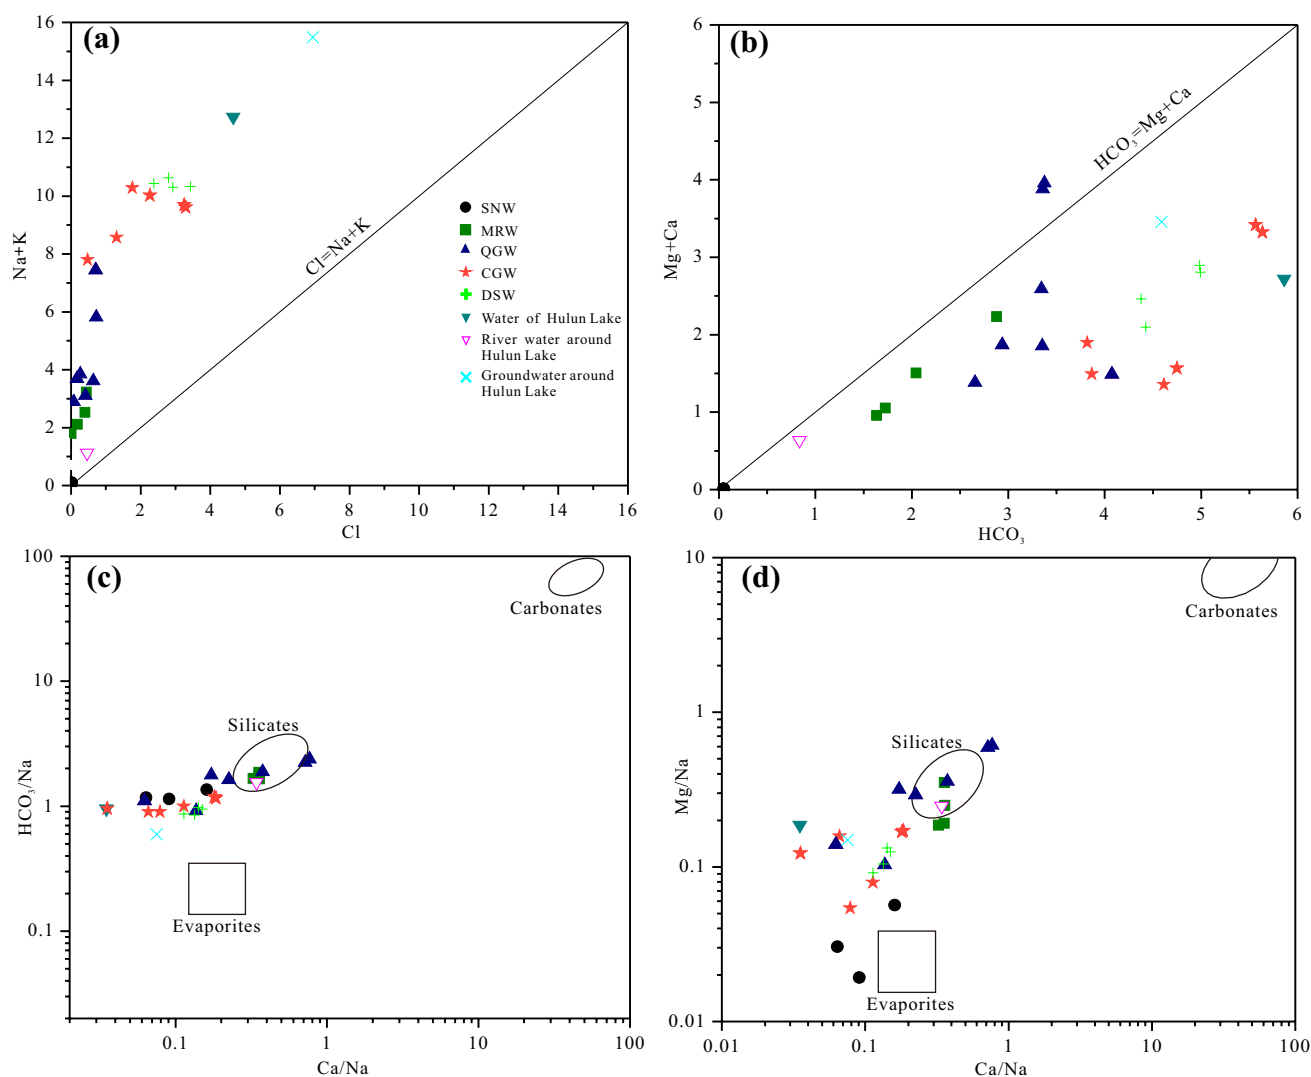 (a)
16
14
12
10
8
6
4
2
0
Na+K
0
2
4
6
8
10
12
14
16
Cl
Cl=Na+K
SNW
MRW
QGW
CGW
DSW
Water of Hulun Lake
River water around
Hulun Lake
Groundwater around
Hulun Lake
(b)
6
5
4
3
2
1
0
Mg+Ca
0
1
2
3
4
5
6
HCO₃
HCO₃=Mg+Ca
(c)
100
10
1
0.1
HCO₃/Na
0.1
1
10
100
Ca/Na
Carbonates
Silicates
Evaporites
(d)
10
1
0.1
0.01
Mg/Na
0.01
0.1
1
10
100
Ca/Na
Carbonates
Silicates
Evaporites